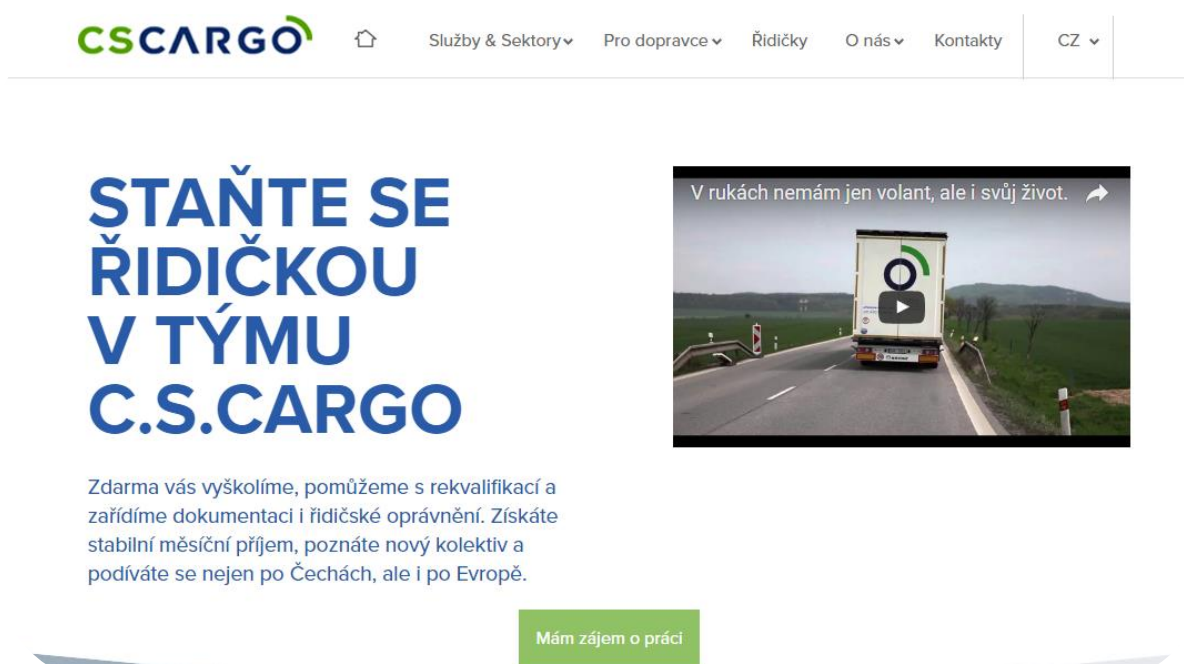 CSCARGO
Služby & Sektory Pro dopravce Řidičky O nás Kontakty CZ
STAŇTE SE
ŘIDIČKOU
V TÝMU
C.S.CARGO
Zdarma vás vyškolíme, pomůžeme s rekvalifikací a
zařídíme dokumentaci i řidičské oprávnění. Získáte
stabilní měsíční příjem, poznáte nový kolektiv a
podíváte se nejen po Čechách, ale i po Evropě.
V rukách nemám jen volant, ale i svůj život.
Mám zájem o práci